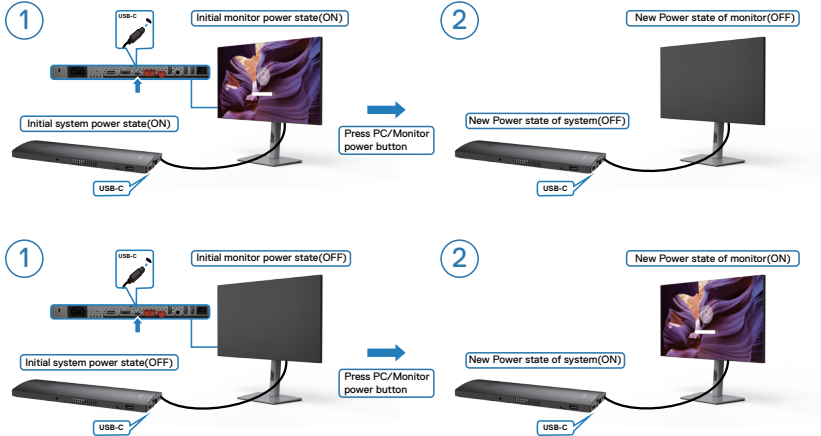 1
USB-C
Initial monitor power state(ON)
Initial system power state(ON)
USB-C
Press PC/Monitor
power button
2
New Power state of monitor(OFF)
New Power state of system(OFF)
USB-C
1
USB-C
Initial monitor power state(OFF)
Initial system power state(OFF)
USB-C
Press PC/Monitor
power button
2
New Power state of monitor(ON)
New Power state of system(ON)
USB-C